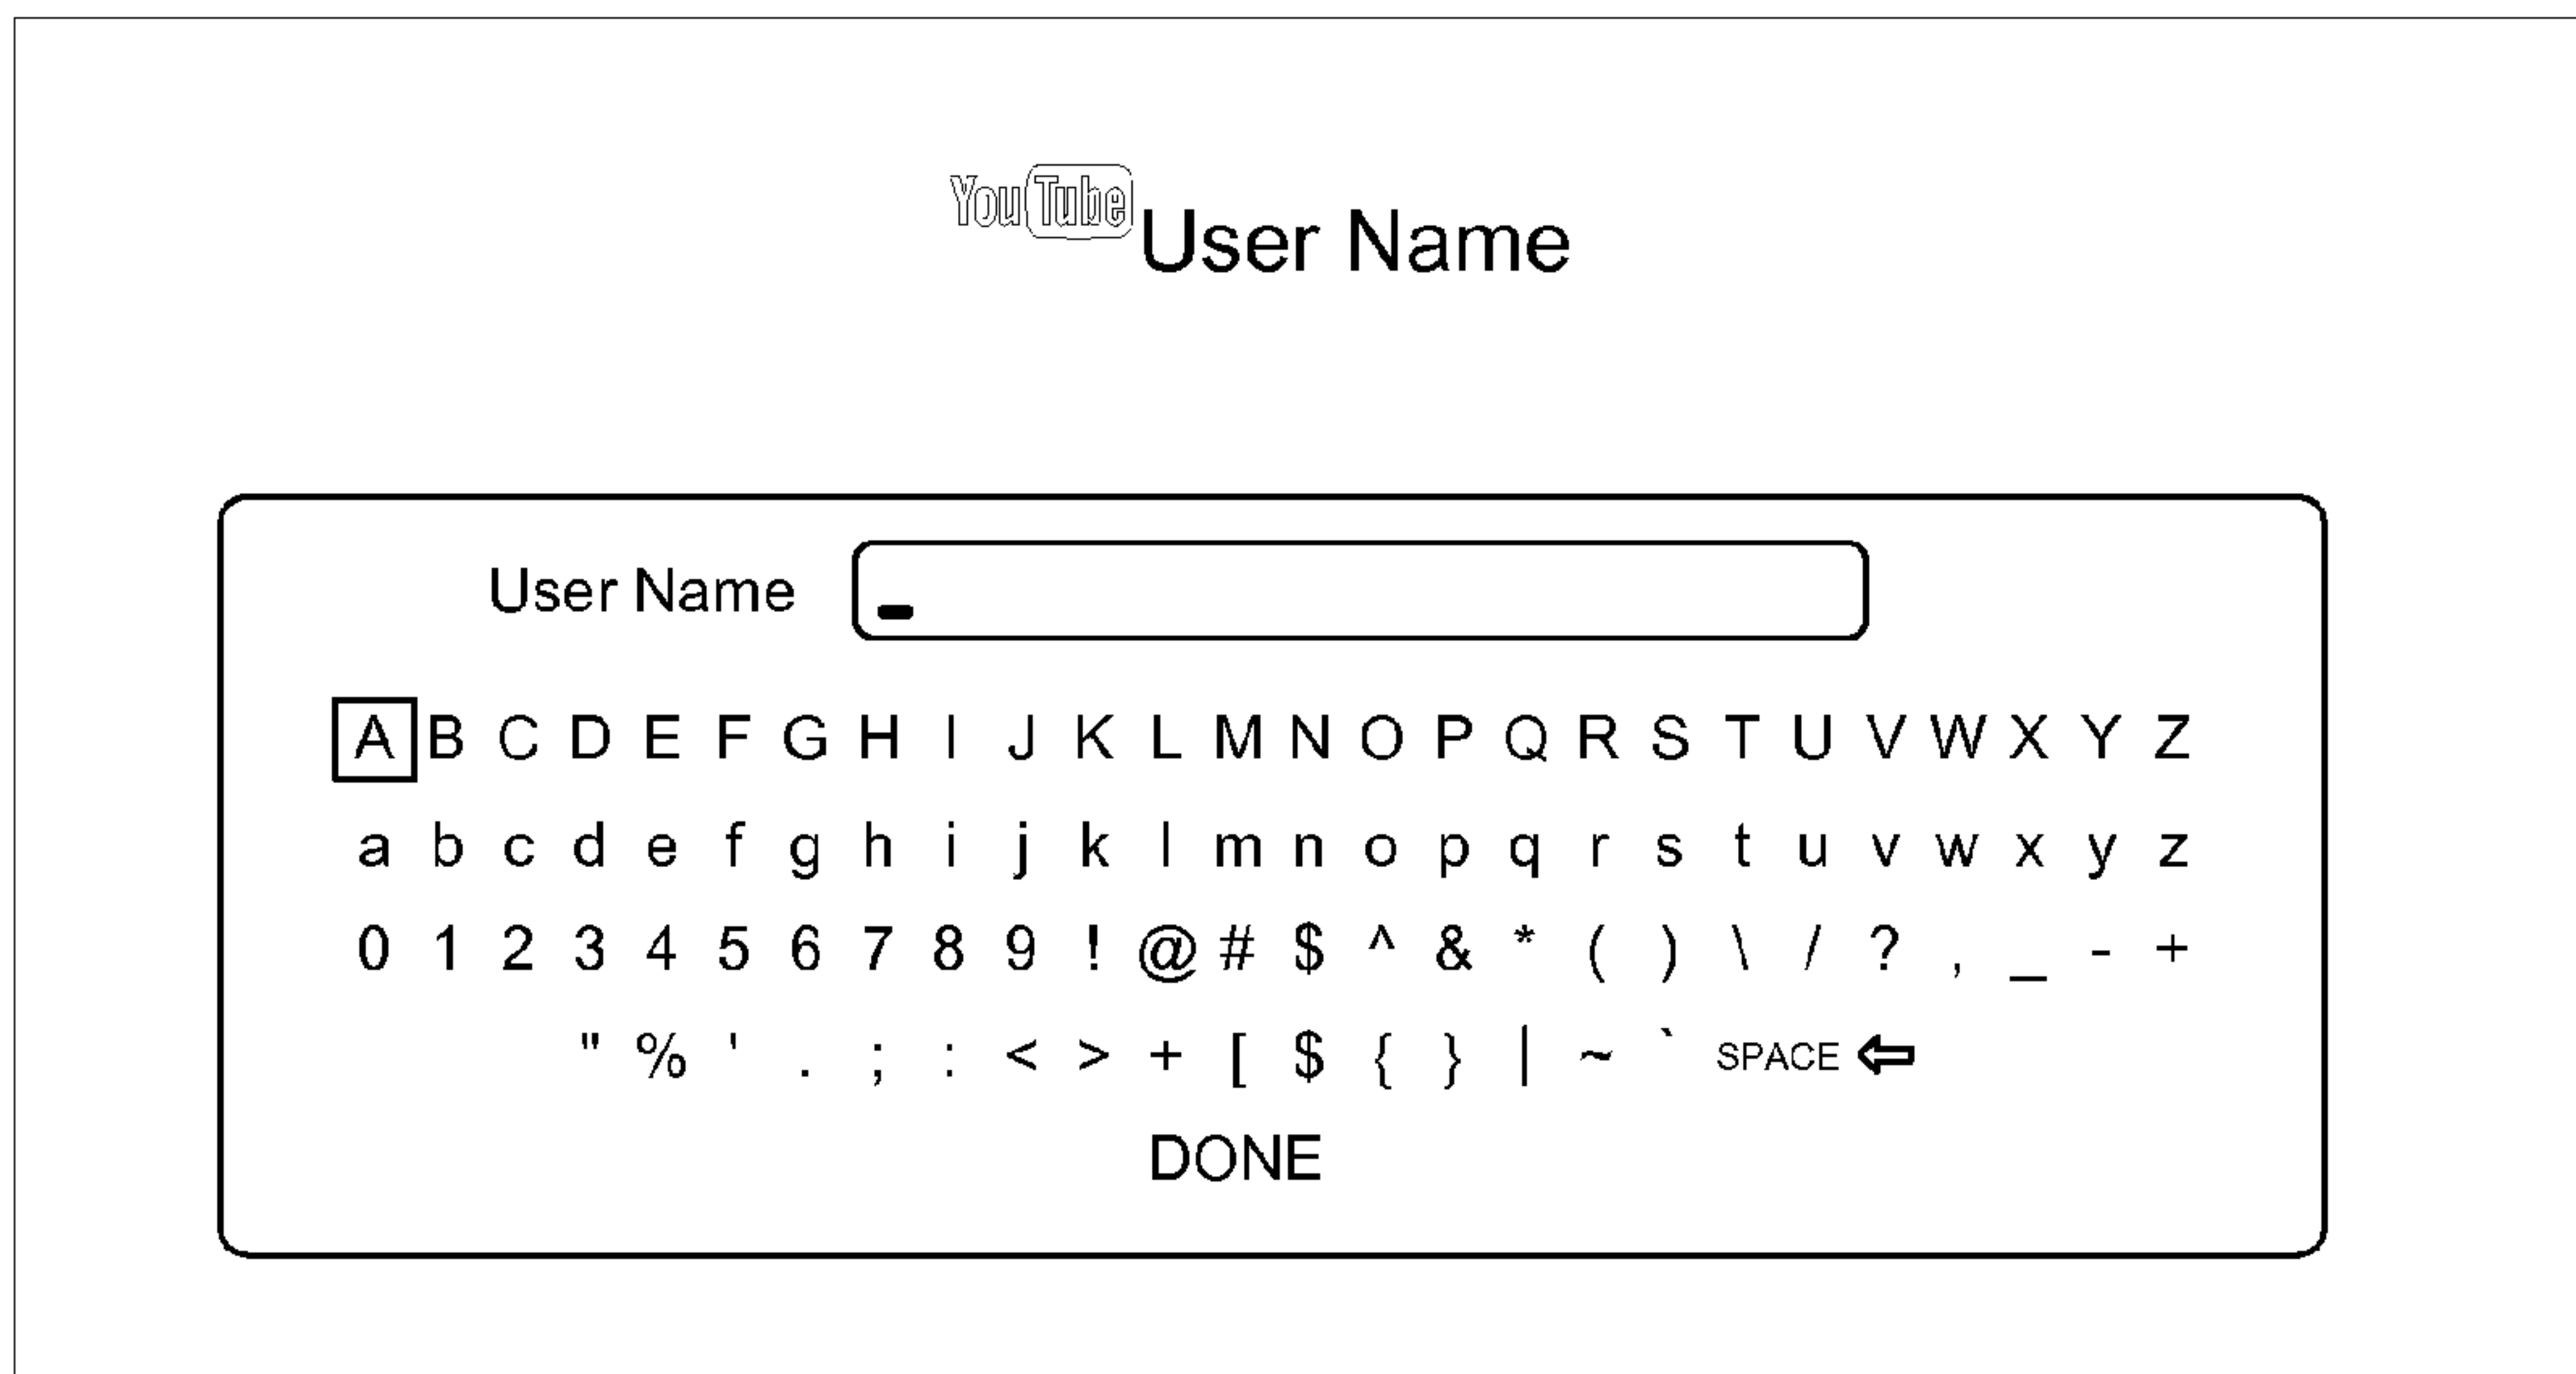 YouTube User Name
User Name
A B C D E F G H I J K L M N O P Q R S T U V W X Y Z
a b c d e f g h i j k l m n o p q r s t u v w x y z
0 1 2 3 4 5 6 7 8 9 ! @ # $ ^ & * ( ) \ / ? , _ - +
" % ' . ; : < > + [ $ { } | ~ ` SPACE ⇦
DONE